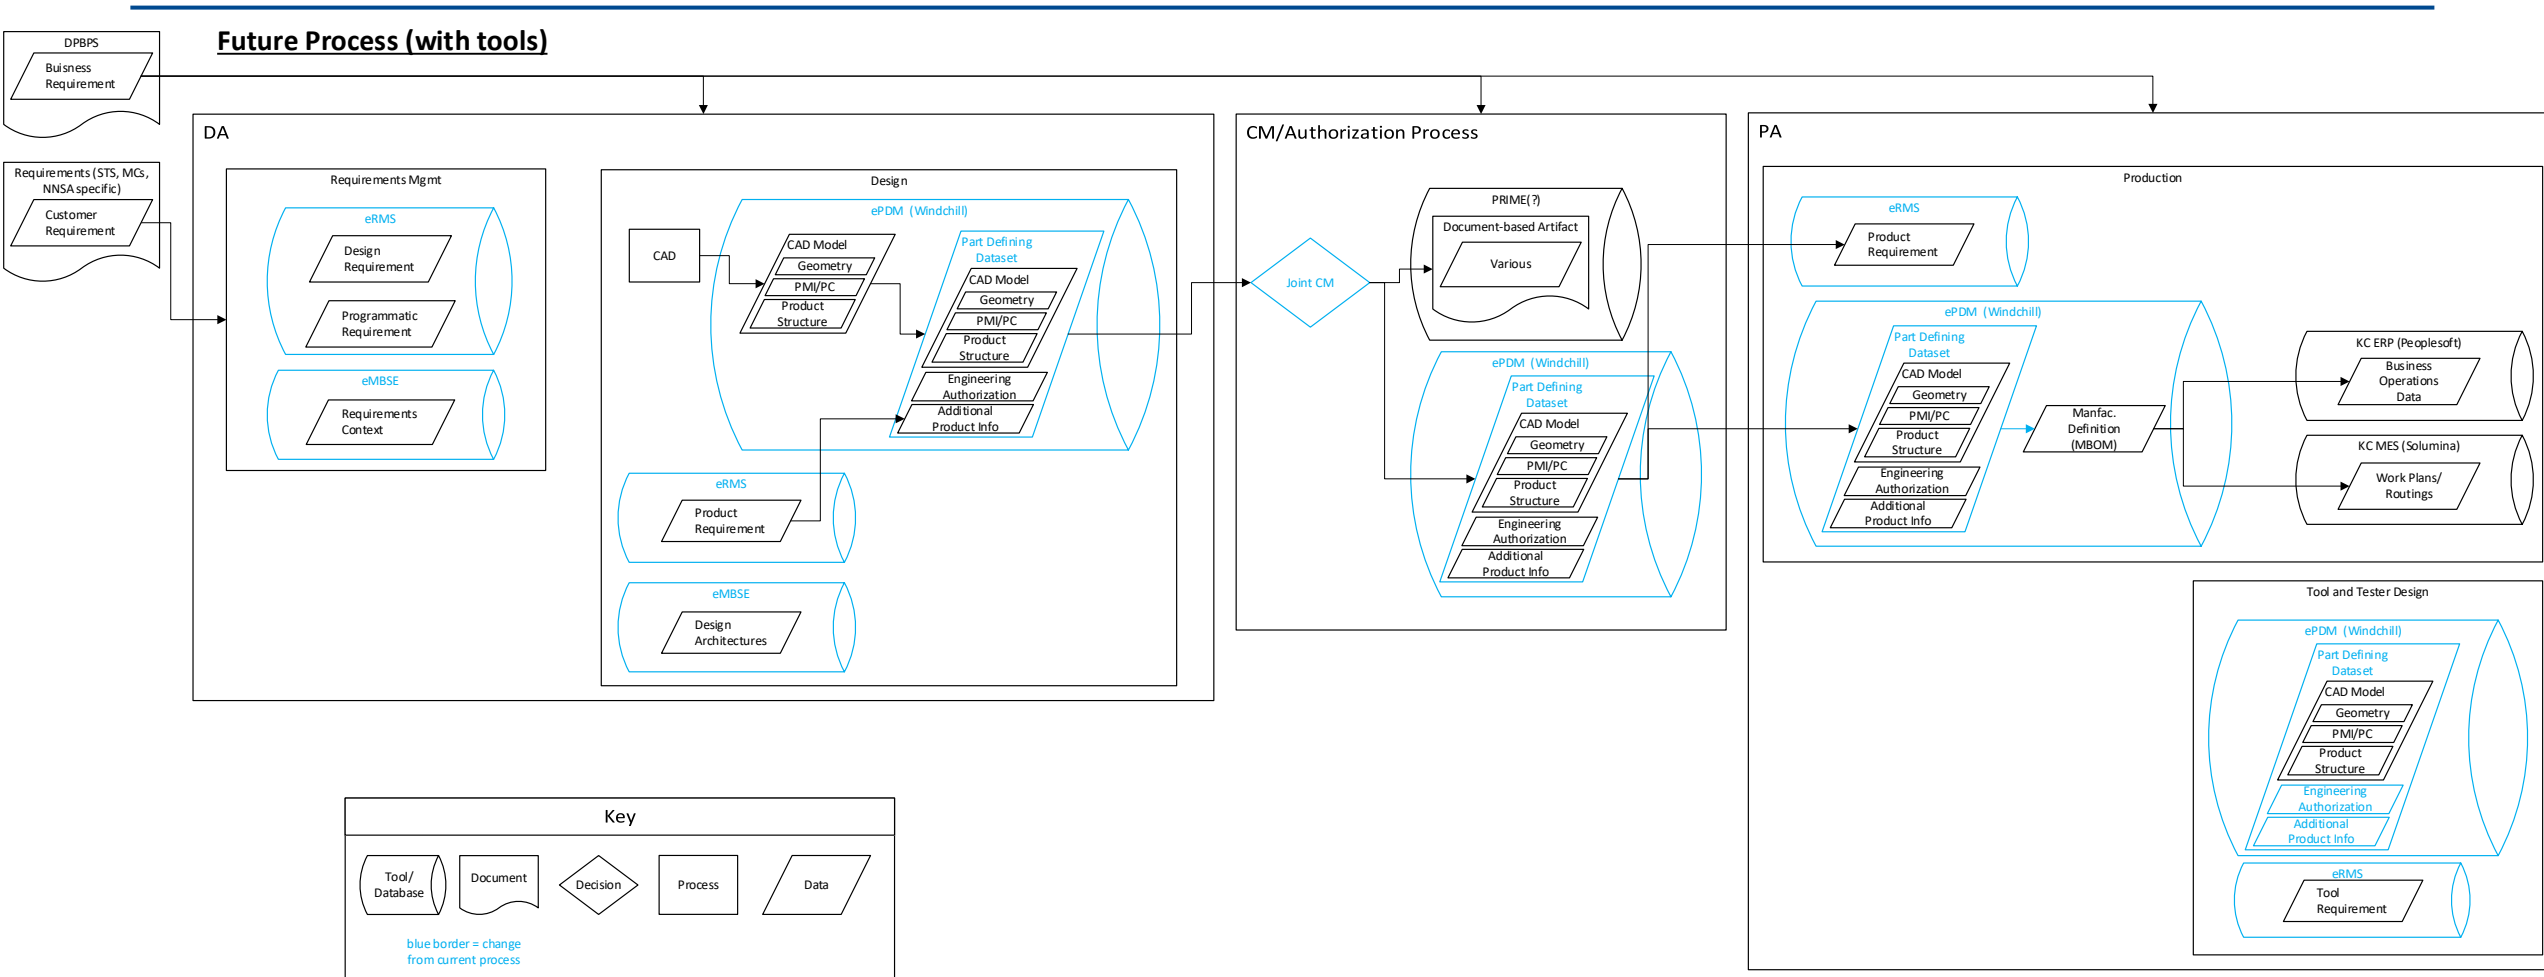 Future Process (with tools)
DPBPS
Buisness
Requirement
Requirements (STS, MCs,
NNSA specific)
Customer
Requirement
DA
Requirements Mgmt
eRMS
Design
Requirement
Programmatic
Requirement
eMBSE
Requirements
Context
Design
CAD
ePDM (Windchill)
CAD Model
Geometry
PMI/PC
Product
Structure
Part Defining
Dataset
CAD Model
Geometry
PMI/PC
Product
Structure
Engineering
Authorization
Additional
Product Info
eRMS
Product
Requirement
eMBSE
Design
Architectures
CM/Authorization Process
Joint CM
PRIME(?)
Document-based Artifact
Various
ePDM (Windchill)
Part Defining
Dataset
CAD Model
Geometry
PMI/PC
Product
Structure
Engineering
Authorization
Additional
Product Info
PA
Production
eRMS
Product
Requirement
ePDM (Windchill)
Part Defining
Dataset
CAD Model
Geometry
PMI/PC
Product
Structure
Engineering
Authorization
Additional
Product Info
Manfac.
Definition
(MBOM)
KC ERP (Peoplesoft)
Business
Operations
Data
KC MES (Solumina)
Work Plans/
Routings
Tool and Tester Design
ePDM (Windchill)
Part Defining
Dataset
CAD Model
Geometry
PMI/PC
Product
Structure
Engineering
Authorization
Additional
Product Info
eRMS
Tool
Requirement
Key
Tool/
Database
Document
Decision
Process
Data
blue border = change
from current process